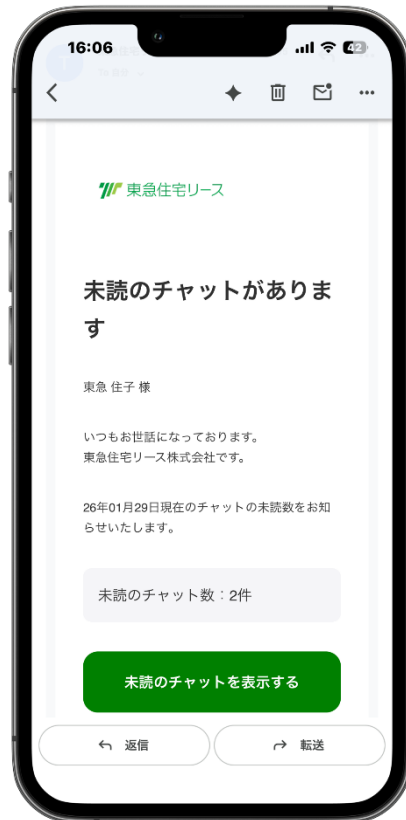 16:06
42
東急住宅リース
未読のチャットがありま
す
東急 住子 様
いつもお世話になっております。
東急住宅リース株式会社です。
26年01月29日現在のチャットの未読数をお知
らせいたします。
未読のチャット数：2件
未読のチャットを表示する
返信
転送